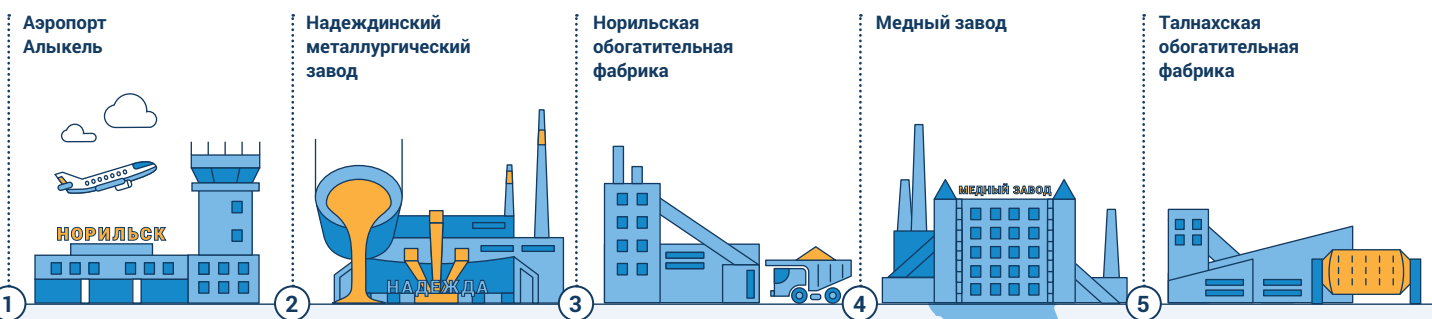 Аэропорт
Алыкель
Надеждинский
металлургический
завод
Норильская
обогатительная
фабрика
Медный завод
Талнахская
обогатительная
фабрика
НОРИЛЬСК
НАДЕЖДА
МЕДНЫЙ ЗАВОД
1
2
3
4
5